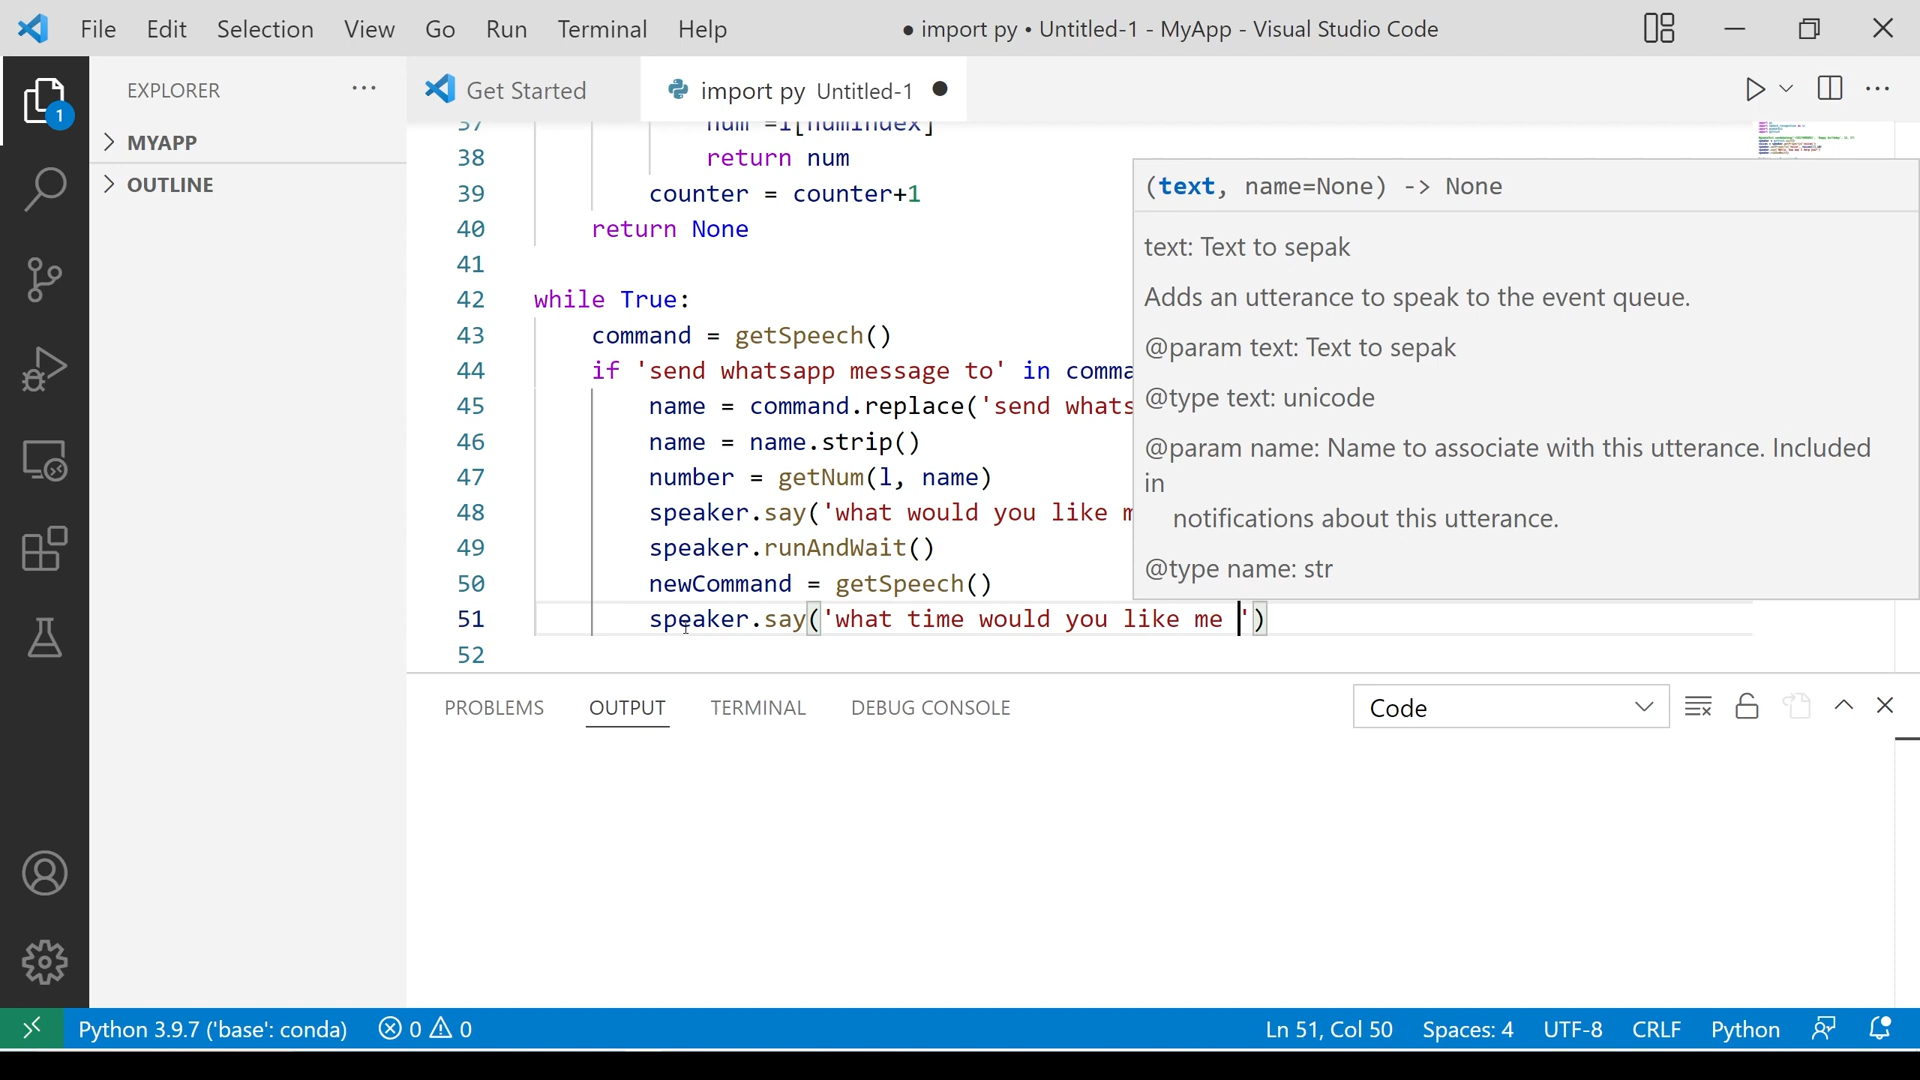 File Edit Selection View Go Run Terminal Help
● import py • Untitled-1 - MyApp - Visual Studio Code
EXPLORER
MYAPP
OUTLINE
1
Get Started
import py Untitled-1
37 num =i[numindex]
38 return num
39 counter = counter+1
40 return None
41
42 while True:
43 command = getSpeech()
44 if 'send whatsapp message to' in comma
45 name = command.replace('send whats
46 name = name.strip()
47 number = getNum(l, name)
48 speaker.say('what would you like m
49 speaker.runAndWait()
50 newCommand = getSpeech()
51 speaker.say('what time would you like me ')
52
(text, name=None) -> None
text: Text to sepak
Adds an utterance to speak to the event queue.
@param text: Text to sepak
@type text: unicode
@param name: Name to associate with this utterance. Included
in
notifications about this utterance.
@type name: str
PROBLEMS OUTPUT TERMINAL DEBUG CONSOLE
Code
Python 3.9.7 ('base': conda) 0 0
Ln 51, Col 50 Spaces: 4 UTF-8 CRLF Python